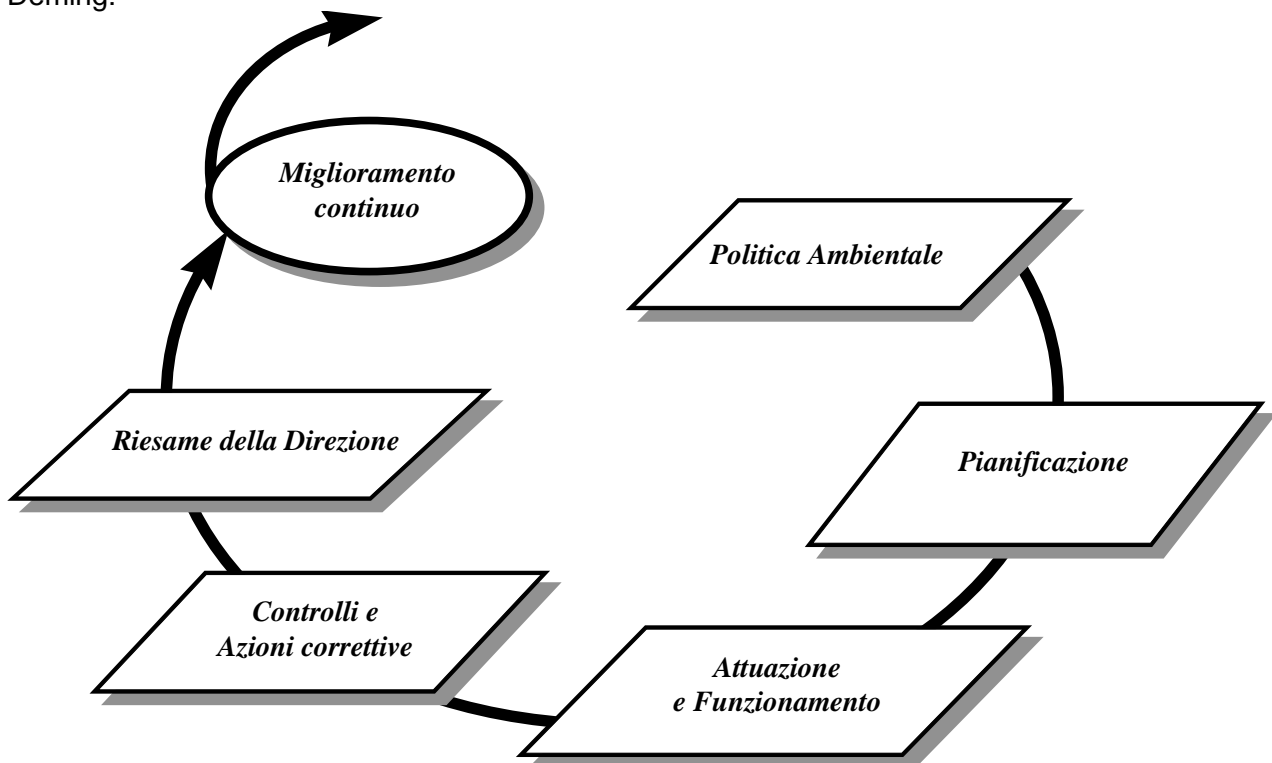 Deming.
Miglioramento
continuo
Politica Ambientale
Riesame della Direzione
Pianificazione
Controlli e
Azioni correttive
Attuazione
e Funzionamento